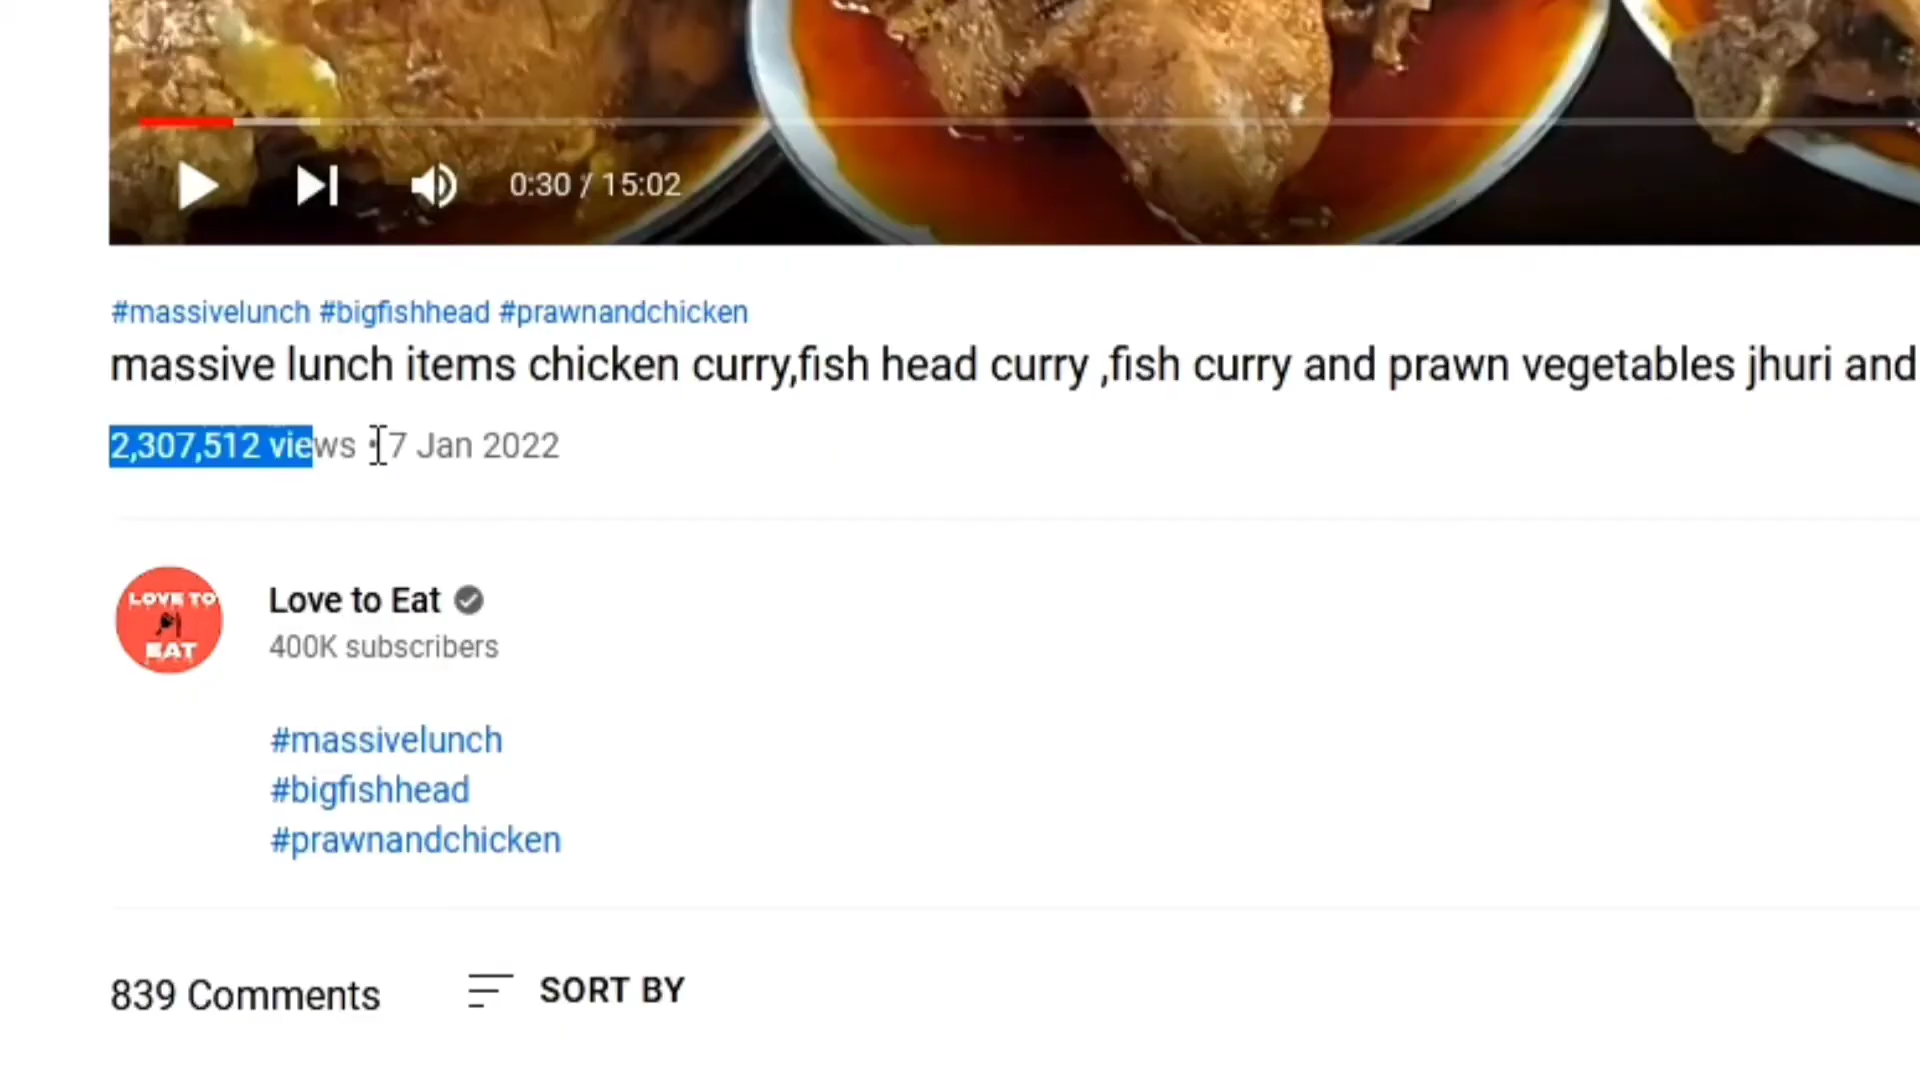 0:30 / 15:02
#massivelunch #bigfishhead #prawnandchicken
massive lunch items chicken curry,fish head curry ,fish curry and prawn vegetables jhuri and
2,307,512 views • 7 Jan 2022
LOVE TO
EAT
Love to Eat
400K subscribers
#massivelunch
#bigfishhead
#prawnandchicken
839 Comments
SORT BY